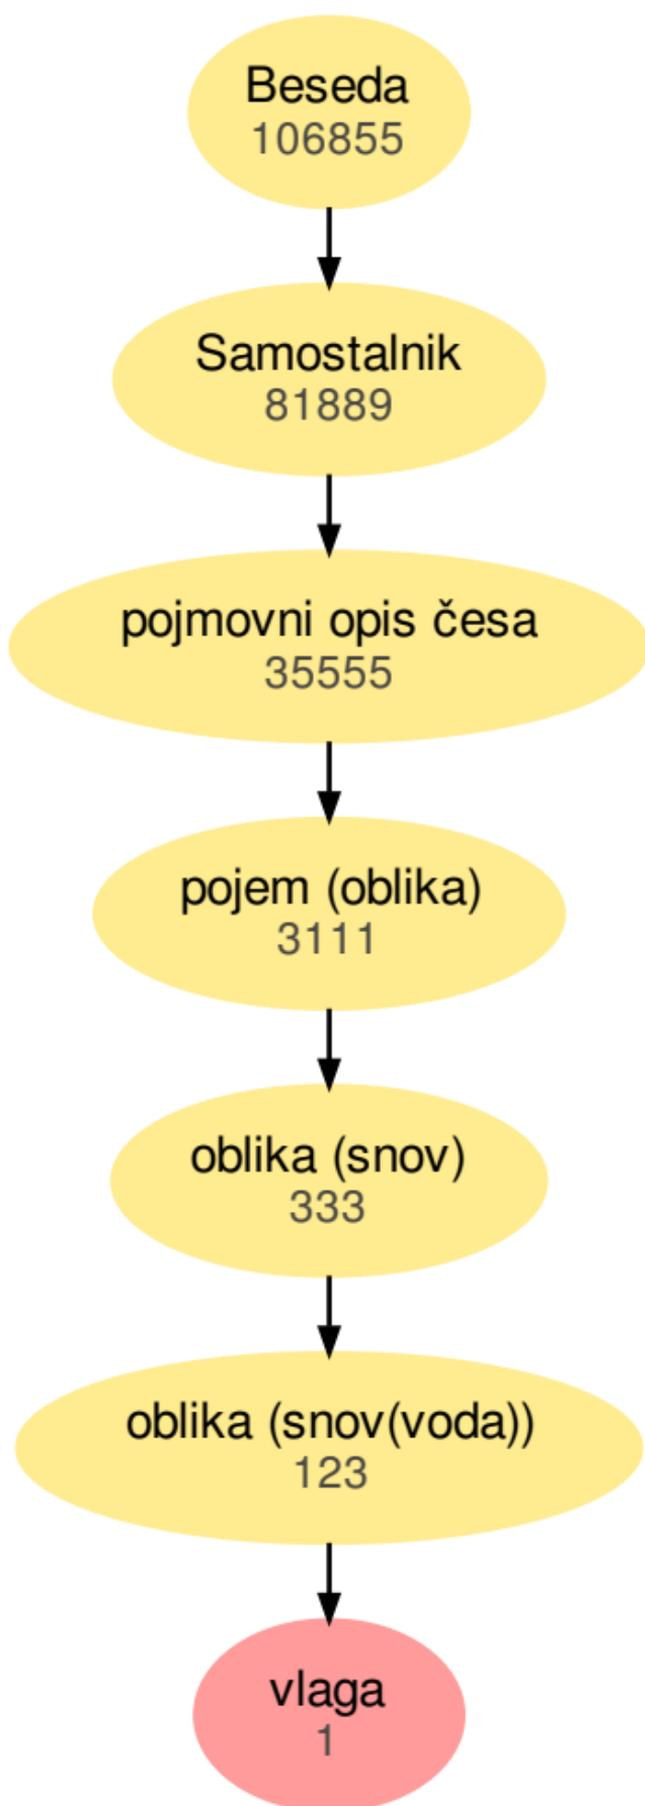 Beseda
106855
Samostalnik
81889
pojmovni opis česa
35555
pojem (oblika)
3111
oblika (snov)
333
oblika (snov(voda))
123
vlaga
1